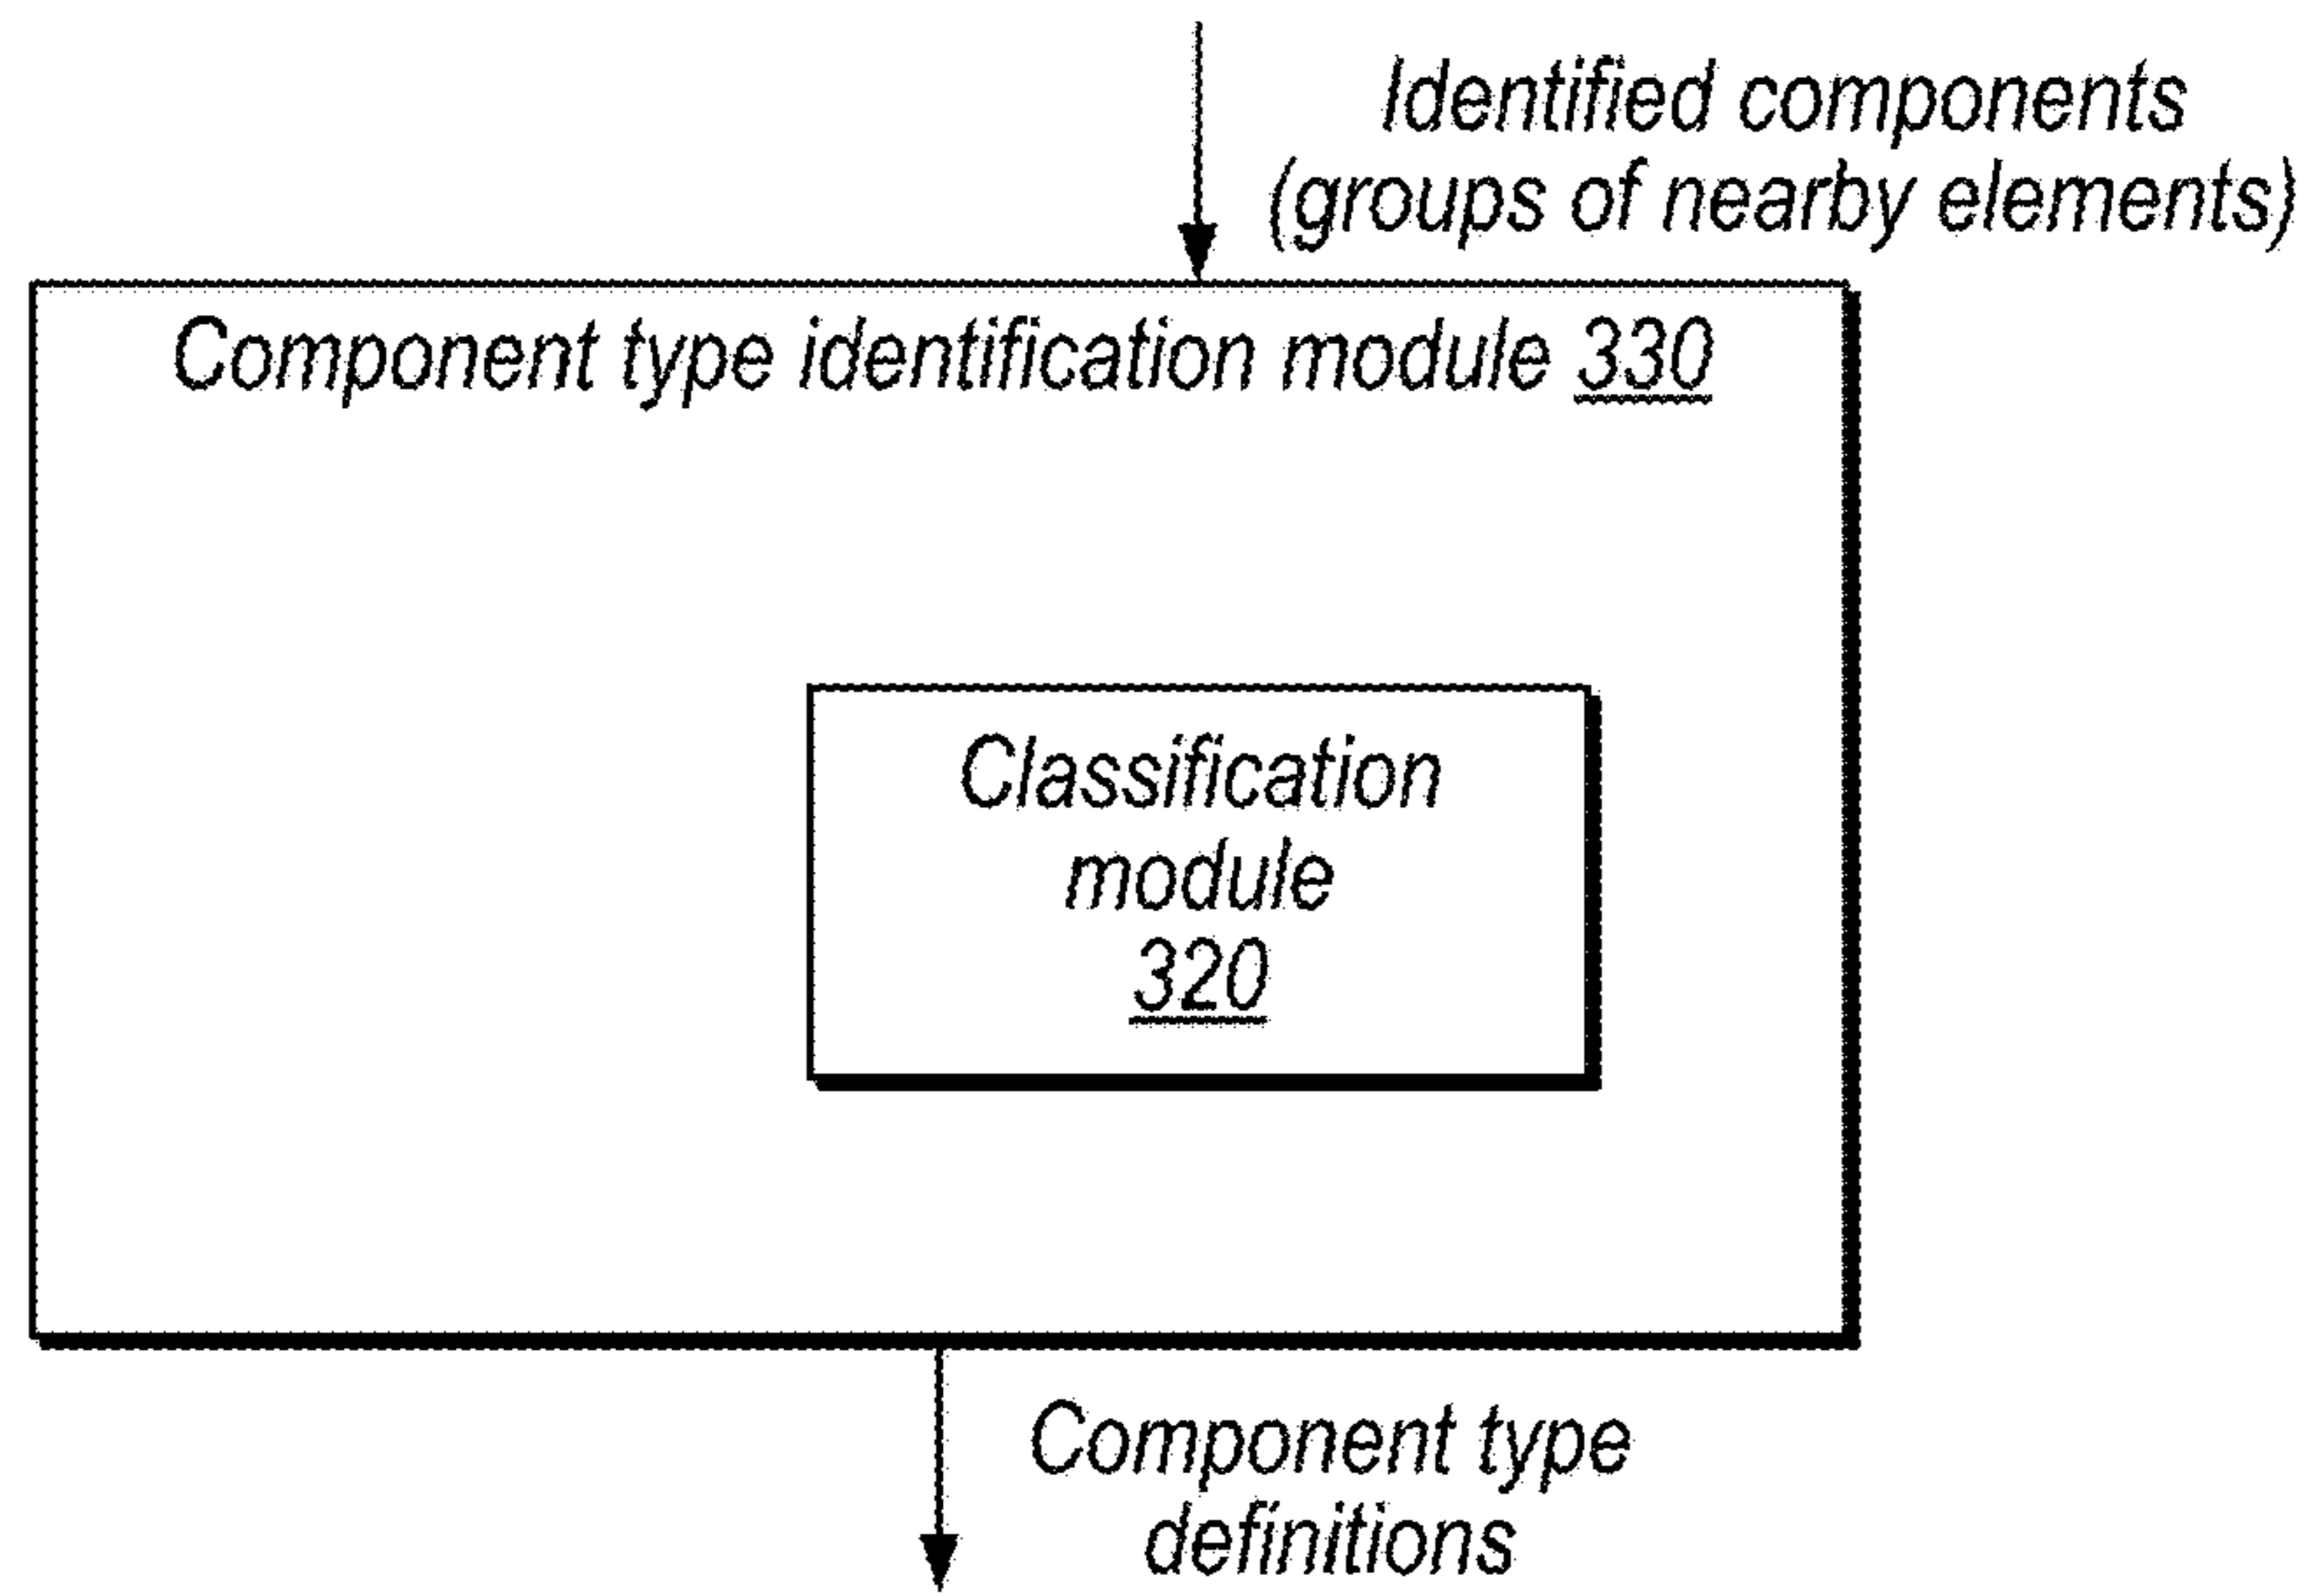 Identified components
(groups of nearby elements)
Component type identification module 330
Classification
module
320
Component type
definitions